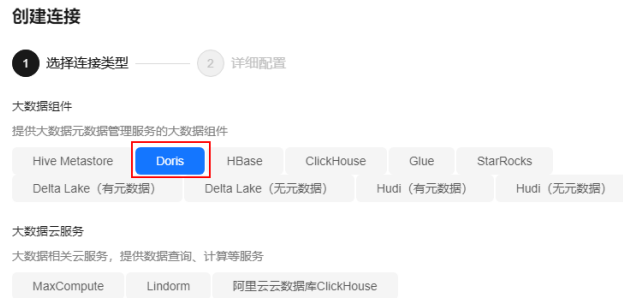 创建连接
1 选择连接类型 2 详细配置
大数据组件
提供大数据元数据管理服务的大数据组件
Hive Metastore Doris HBase ClickHouse Glue StarRocks
Delta Lake（有元数据） Delta Lake（无元数据） Hudi（有元数据） Hudi（无元数据）
大数据云服务
大数据相关云服务，提供数据查询、计算等服务
MaxCompute Lindorm 阿里云云数据库ClickHouse